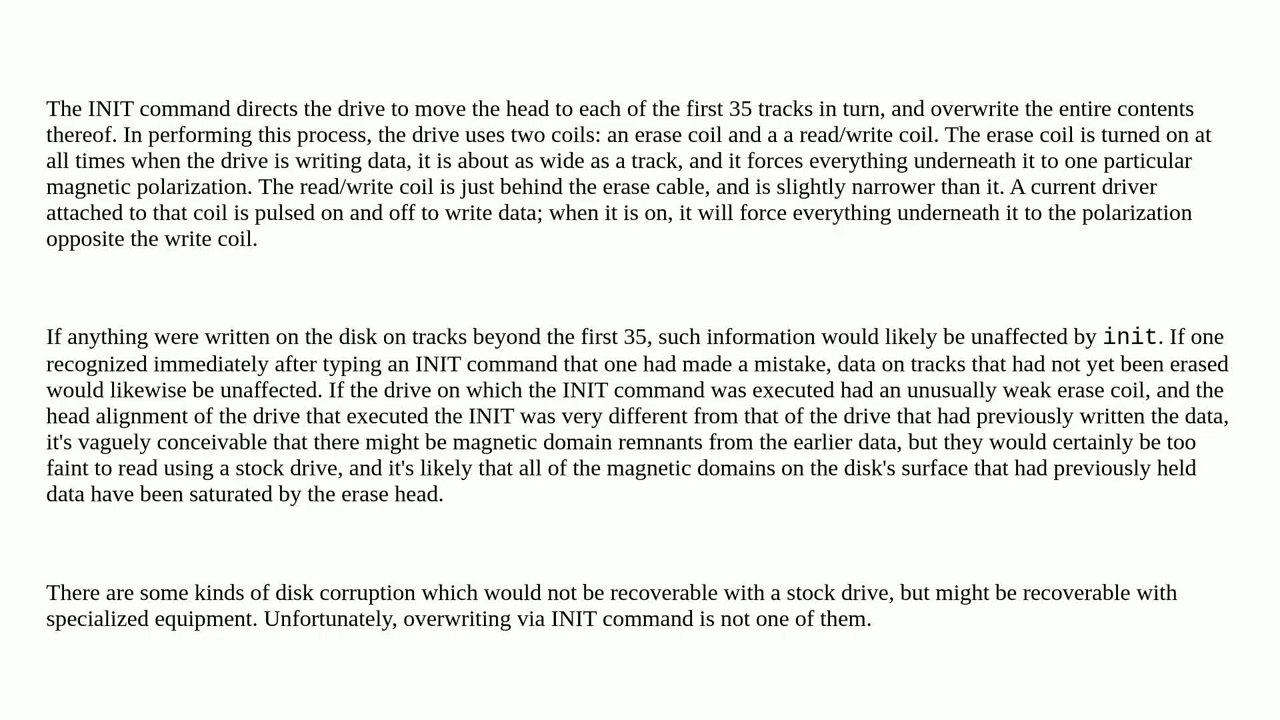 The INIT command directs the drive to move the head to each of the first 35 tracks in turn, and overwrite the entire contents
thereof. In performing this process, the drive uses two coils: an erase coil and a a read/write coil. The erase coil is turned on at
all times when the drive is writing data, it is about as wide as a track, and it forces everything underneath it to one particular
magnetic polarization. The read/write coil is just behind the erase cable, and is slightly narrower than it. A current driver
attached to that coil is pulsed on and off to write data; when it is on, it will force everything underneath it to the polarization
opposite the write coil.
If anything were written on the disk on tracks beyond the first 35, such information would likely be unaffected by init. If one
recognized immediately after typing an INIT command that one had made a mistake, data on tracks that had not yet been erased
would likewise be unaffected. If the drive on which the INIT command was executed had an unusually weak erase coil, and the
head alignment of the drive that executed the INIT was very different from that of the drive that had previously written the data,
it's vaguely conceivable that there might be magnetic domain remnants from the earlier data, but they would certainly be too
faint to read using a stock drive, and it's likely that all of the magnetic domains on the disk's surface that had previously held
data have been saturated by the erase head.
There are some kinds of disk corruption which would not be recoverable with a stock drive, but might be recoverable with
specialized equipment. Unfortunately, overwriting via INIT command is not one of them.